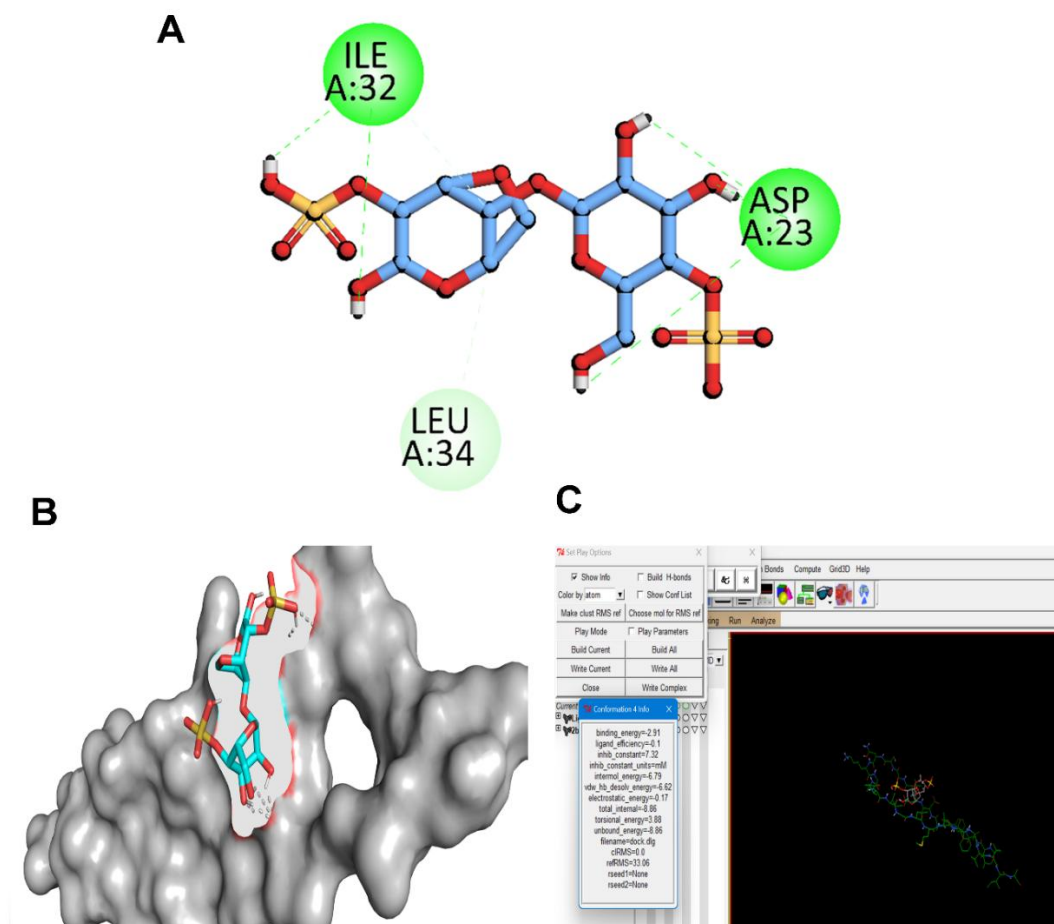 A
ILE
A:32
ASP
A:23
LEU
A:34
B
C
Set Play Options
Show Info
Build H-bonds
Color by atom
Show Conf List
Make clust RMS ref
Choose mol for RMS ref
Play Mode
Play Parameters
Build Current
Build All
Write Current
Write All
Close
Write Complex
Bonds Compute Grid3D Help
Run Analyze
Conformation 4 Info
binding_energy=-2.91
ligand_efficiency=-0.1
inhib_constant=7.32
inhib_constant_units=mM
intermol_energy=-6.79
vdw_hb_desolv_energy=-6.62
electrostatic_energy=-0.17
total_internal=-8.86
torsional_energy=3.88
unbound_energy=-8.86
filename=dock.dlg
clRMS=0.0
refRMS=33.06
rseed1=None
rseed2=None